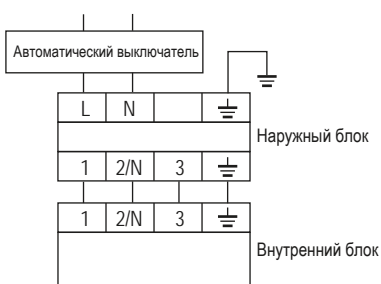 Автоматический выключатель
L N
Наружный блок
1 2/N 3
1 2/N 3
Внутренний блок